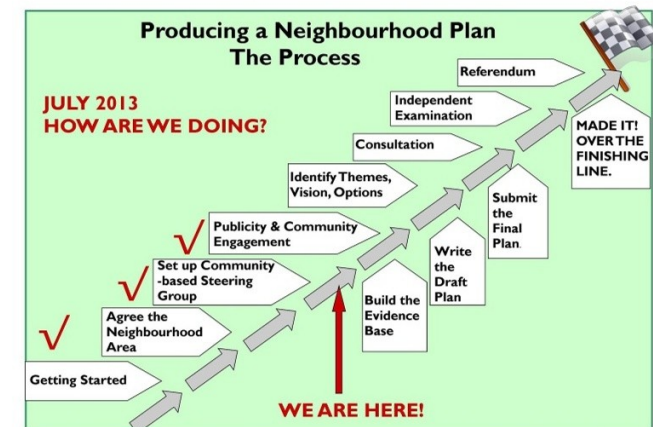 Producing a Neighbourhood Plan
The Process
JULY 2013
HOW ARE WE DOING?
Referendum
Independent
Examination
MADE IT!
OVER THE
FINISHING
LINE.
Consultation
Identify Themes,
Vision, Options
Submit
the
Final
Plan.
Publicity & Community
Engagement
Write
the
Draft
Plan
Set up Community
-based Steering
Group
Build the
Evidence
Base
Agree the
Neighbourhood
Area
Getting Started
WE ARE HERE!